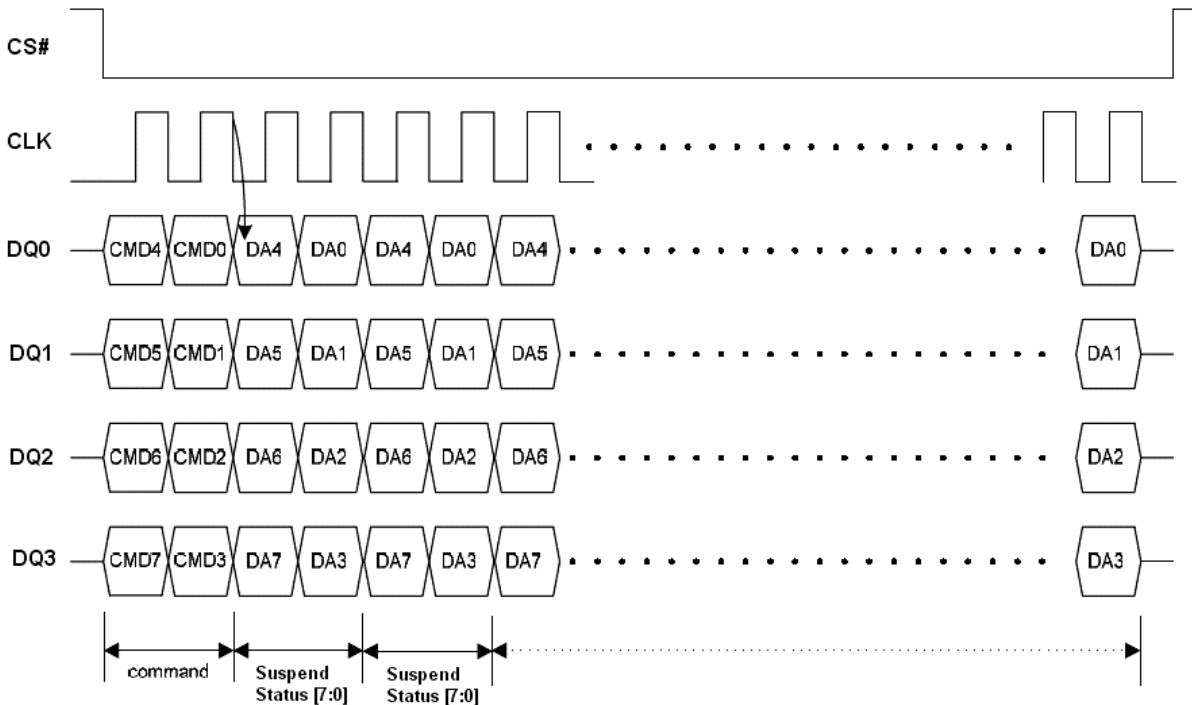 CS#
CLK
DQ0 CMD4 CMD0 DA4 DA0 DA4 DA0 DA4 DA0
DQ1 CMD5 CMD1 DA5 DA1 DA5 DA1 DA5 DA1
DQ2 CMD6 CMD2 DA6 DA2 DA6 DA2 DA6 DA2
DQ3 CMD7 CMD3 DA7 DA3 DA7 DA3 DA7 DA3
command Suspend Suspend
Status [7:0] Status [7:0]